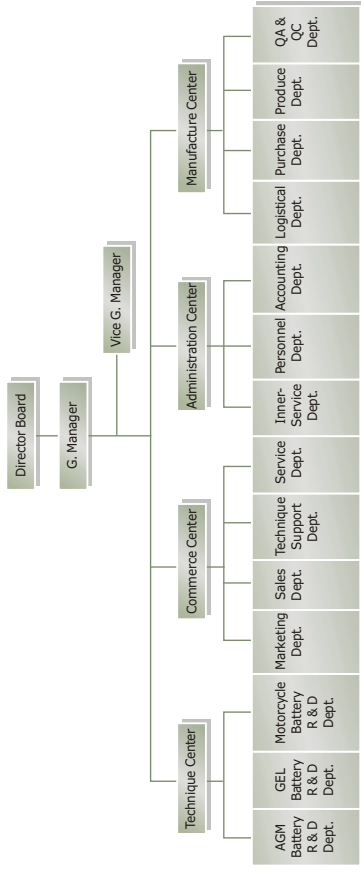 Director Board
G. Manager
Vice G. Manager
Technique Center
Commerce Center
Administration Center
Manufacture Center
AGM
Battery
R & D
Dept.
GEL
Battery
R & D
Dept.
Motorcycle
Battery
R & D
Dept.
Marketing
Dept.
Sales
Dept.
Technique
Support
Dept.
Service
Dept.
Inner-
Service
Dept.
Personnel
Dept.
Accounting
Dept.
Logistical
Dept.
Purchase
Dept.
Produce
Dept.
QA &
QC
Dept.